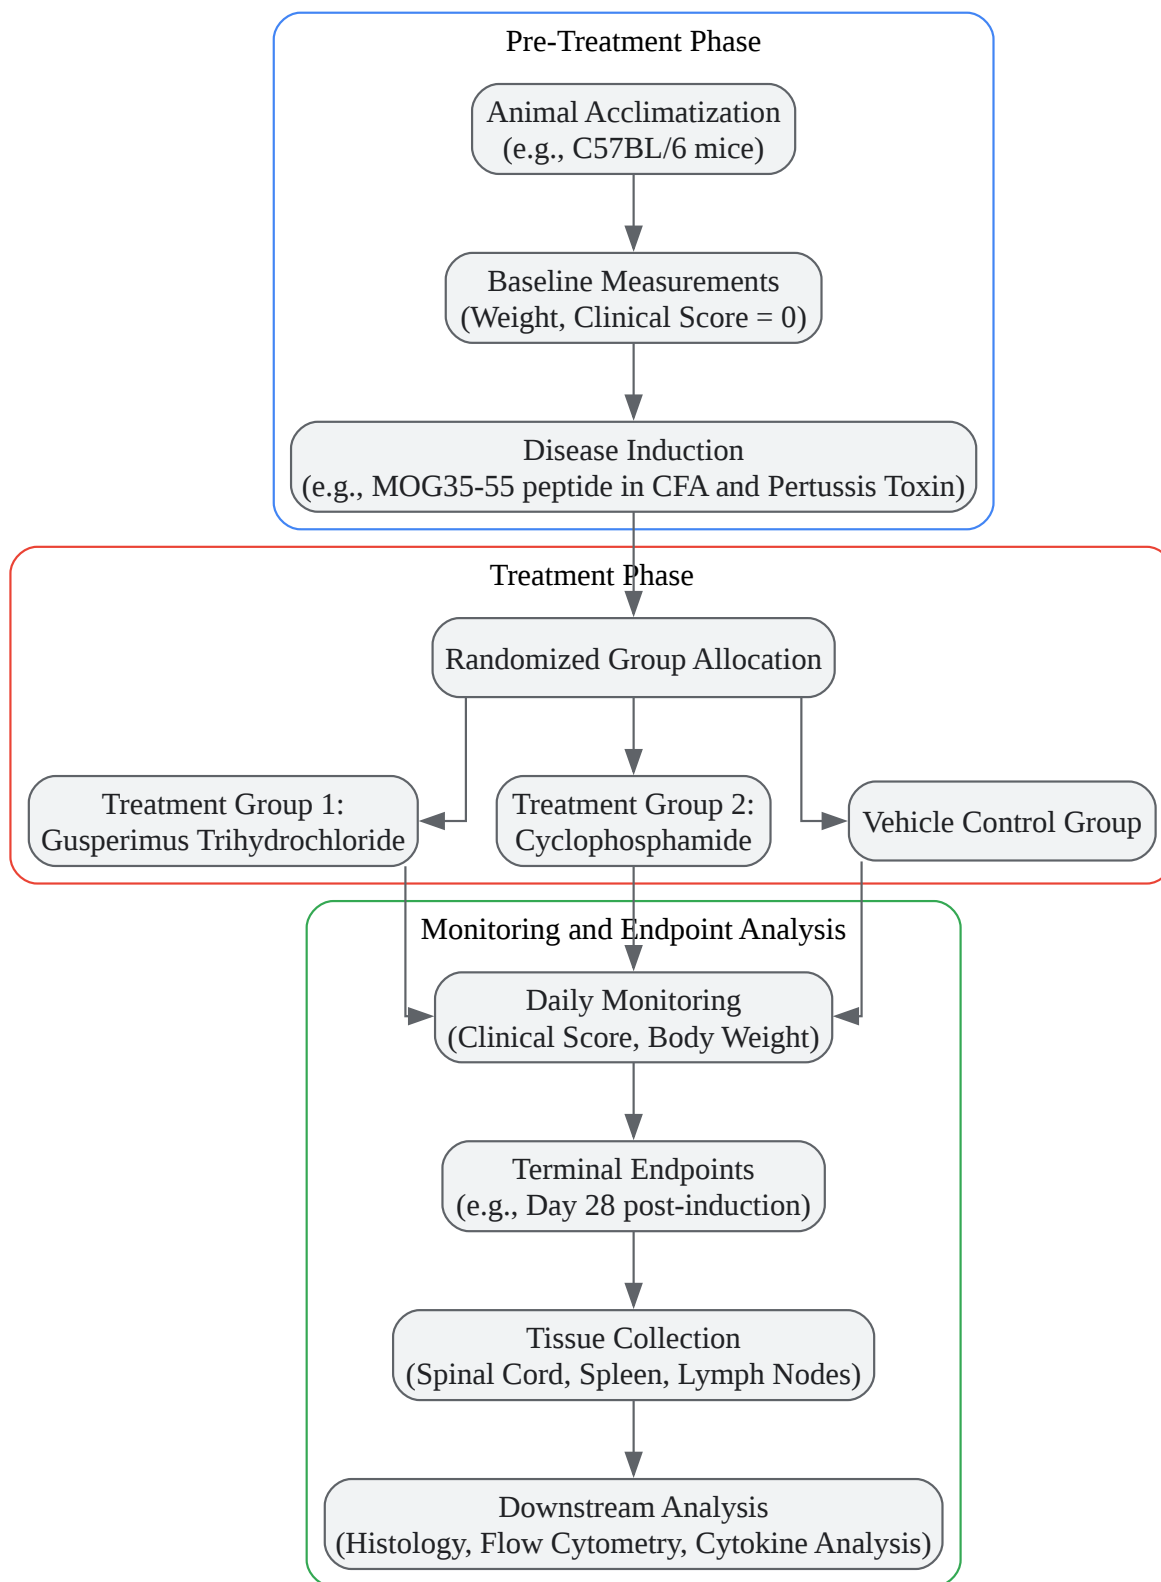 Pre-Treatment Phase
Animal Acclimatization
(e.g., C57BL/6 mice)
Baseline Measurements
(Weight, Clinical Score = 0)
Disease Induction
(e.g., MOG35-55 peptide in CFA and Pertussis Toxin)
Treatment Phase
Randomized Group Allocation
Treatment Group 1:
Gusperimus Trihydrochloride
Treatment Group 2:
Cyclophosphamide
Vehicle Control Group
Monitoring and Endpoint Analysis
Daily Monitoring
(Clinical Score, Body Weight)
Terminal Endpoints
(e.g., Day 28 post-induction)
Tissue Collection
(Spinal Cord, Spleen, Lymph Nodes)
Downstream Analysis
(Histology, Flow Cytometry, Cytokine Analysis)